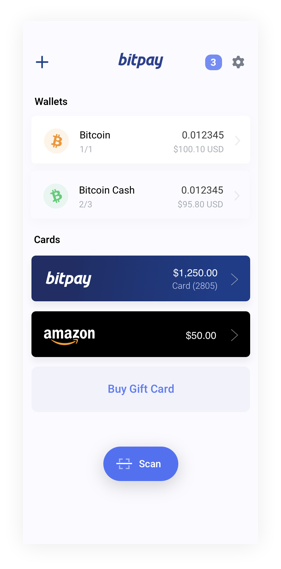 bitpay
3
Wallets
Bitcoin 0.012345
1/1 $100.10 USD
Bitcoin Cash 0.012345
2/3 $95.80 USD
Cards
bitpay $1,250.00
Card (2805)
amazon $50.00
Buy Gift Card
Scan